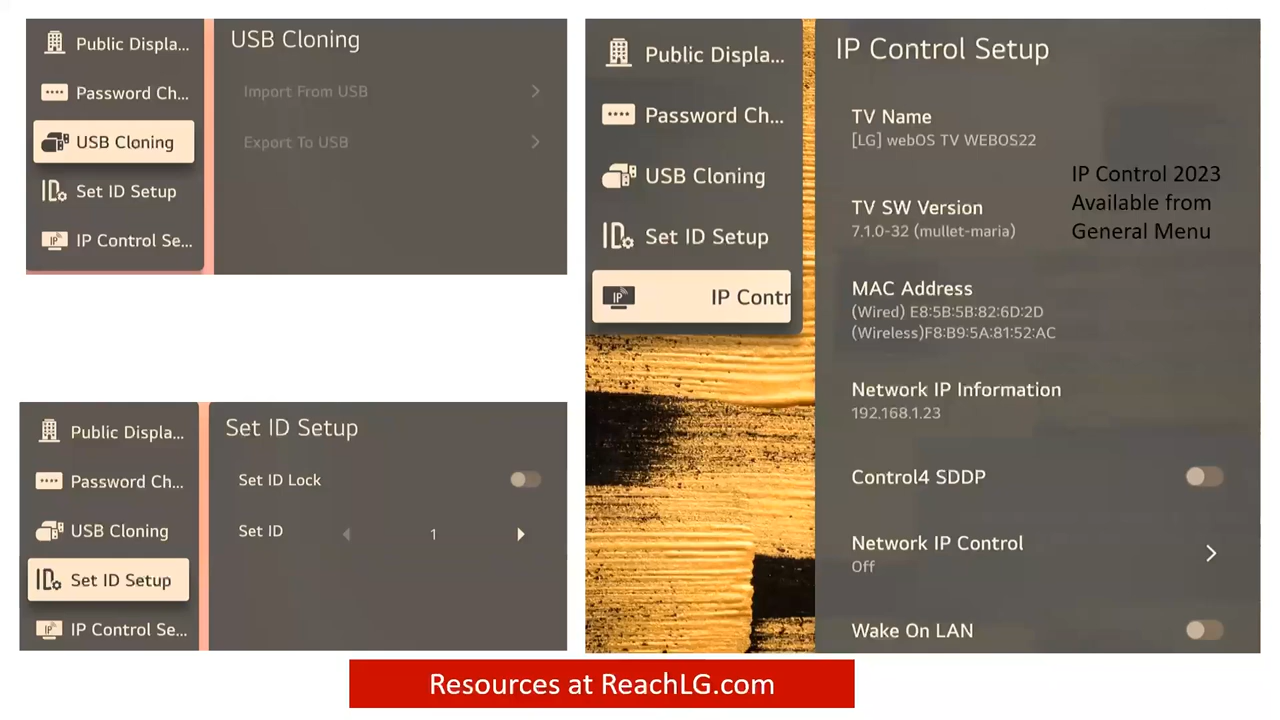 Public Displa...
Password Ch...
USB Cloning
Set ID Setup
IP Control Se...
USB Cloning
Import From USB
Export To USB
Public Displa...
Password Ch...
USB Cloning
Set ID Setup
IP Control Se...
Set ID Setup
Set ID Lock
Set ID
1
Public Displa...
Password Ch...
USB Cloning
Set ID Setup
IP
IP Contr
IP Control Setup
TV Name
[LG] webOS TV WEBOS22
TV SW Version
7.1.0-32 (mullet-maria)
MAC Address
(Wired) E8:5B:5B:82:6D:2D
(Wireless)F8:B9:5A:81:52:AC
Network IP Information
192.168.1.23
Control4 SDDP
Network IP Control
Off
Wake On LAN
IP Control 2023
Available from
General Menu
Resources at ReachLG.com